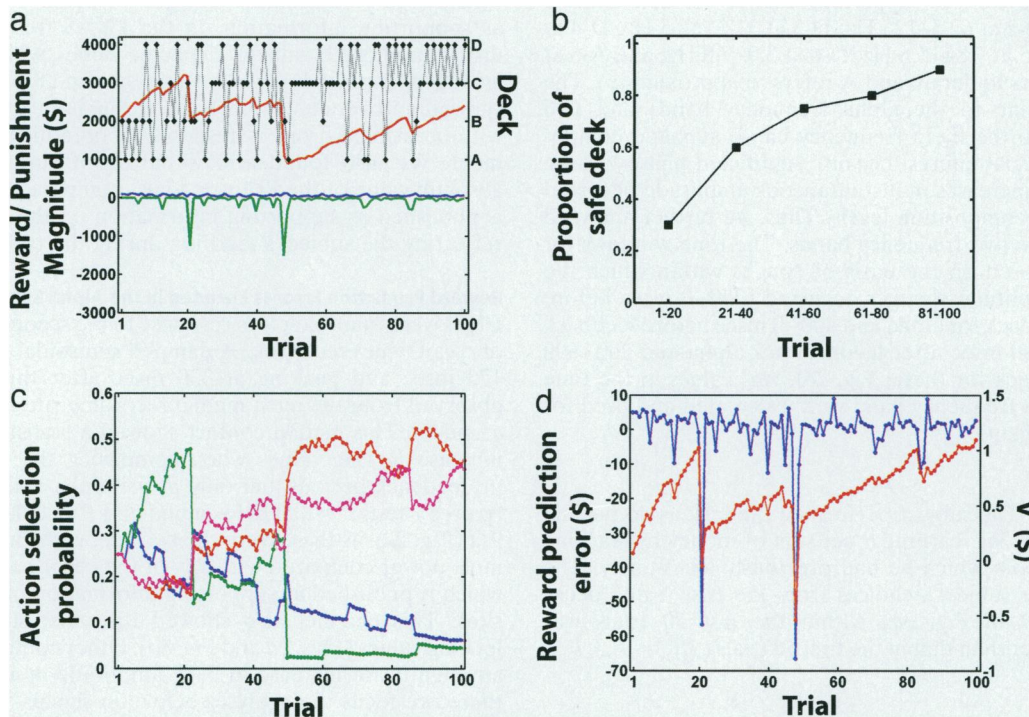 a
Reward/ Punishment
Magnitude ($)
4000
3000
2000
1000
0
-1000
-2000
-3000
D
C
B
A
Deck
1
20
40
60
80
100
Trial
b
Proportion of
safe deck
1
0.8
0.6
0.4
0.2
0
1-20
21-40
41-60
61-80
81-100
Trial
c
Action selection
probability
0.6
0.5
0.4
0.3
0.2
0.1
0
1
20
40
60
80
100
Trial
d
Reward prediction
error ($)
10
0
-10
-20
-30
-40
-50
-60
-70
1.5
1
0.5
0
-0.5
-1
V ($)
1
20
40
60
80
100
Trial